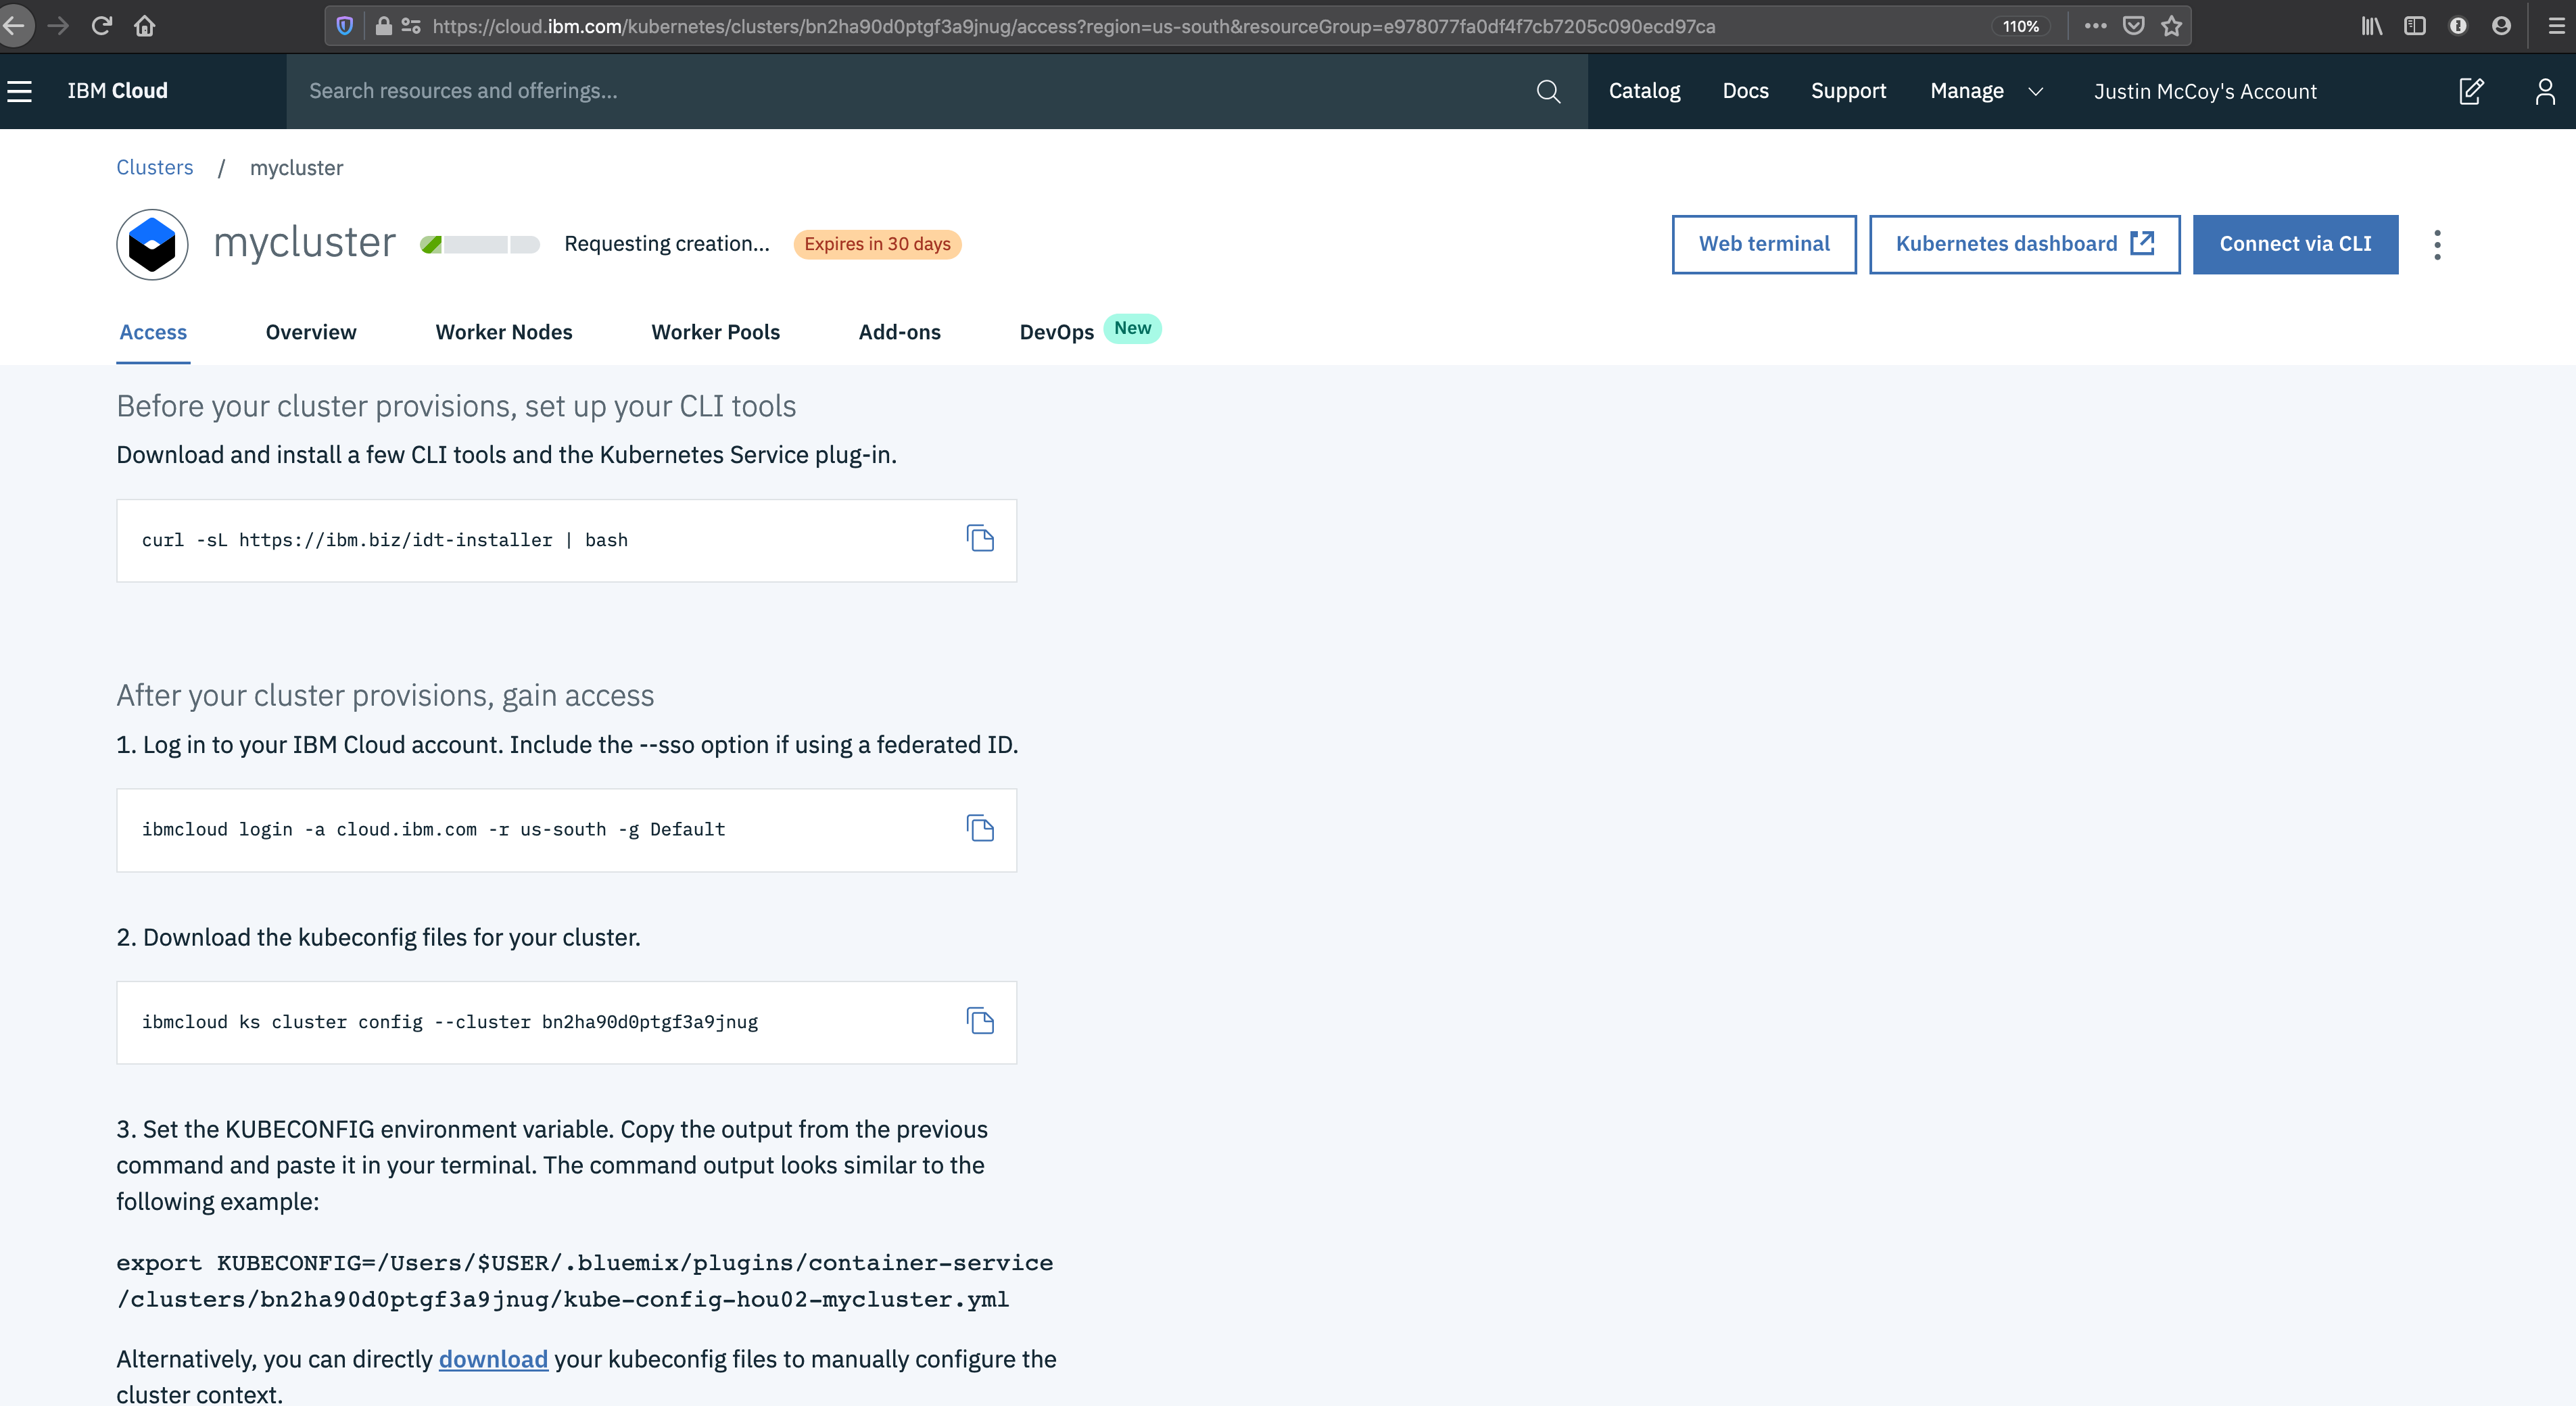 https://cloud.ibm.com/kubernetes/clusters/bn2ha90d0ptgf3a9jnug/access?region=us-south&resourceGroup=e978077fa0df4f7cb7205c090ecd97ca 110%
IBM Cloud Search resources and offerings... Catalog Docs Support Manage Justin McCoy's Account
Clusters / mycluster
mycluster Requesting creation... Expires in 30 days Web terminal Kubernetes dashboard Connect via CLI
Access Overview Worker Nodes Worker Pools Add-ons DevOps New
Before your cluster provisions, set up your CLI tools
Download and install a few CLI tools and the Kubernetes Service plug-in.
curl -sL https://ibm.biz/idt-installer | bash
After your cluster provisions, gain access
1. Log in to your IBM Cloud account. Include the --sso option if using a federated ID.
ibmcloud login -a cloud.ibm.com -r us-south -g Default
2. Download the kubeconfig files for your cluster.
ibmcloud ks cluster config --cluster bn2ha90d0ptgf3a9jnug
3. Set the KUBECONFIG environment variable. Copy the output from the previous
command and paste it in your terminal. The command output looks similar to the
following example:
export KUBECONFIG=/Users/$USER/.bluemix/plugins/container-service
/clusters/bn2ha90d0ptgf3a9jnug/kube-config-hou02-mycluster.yml
Alternatively, you can directly download your kubeconfig files to manually configure the
cluster context.